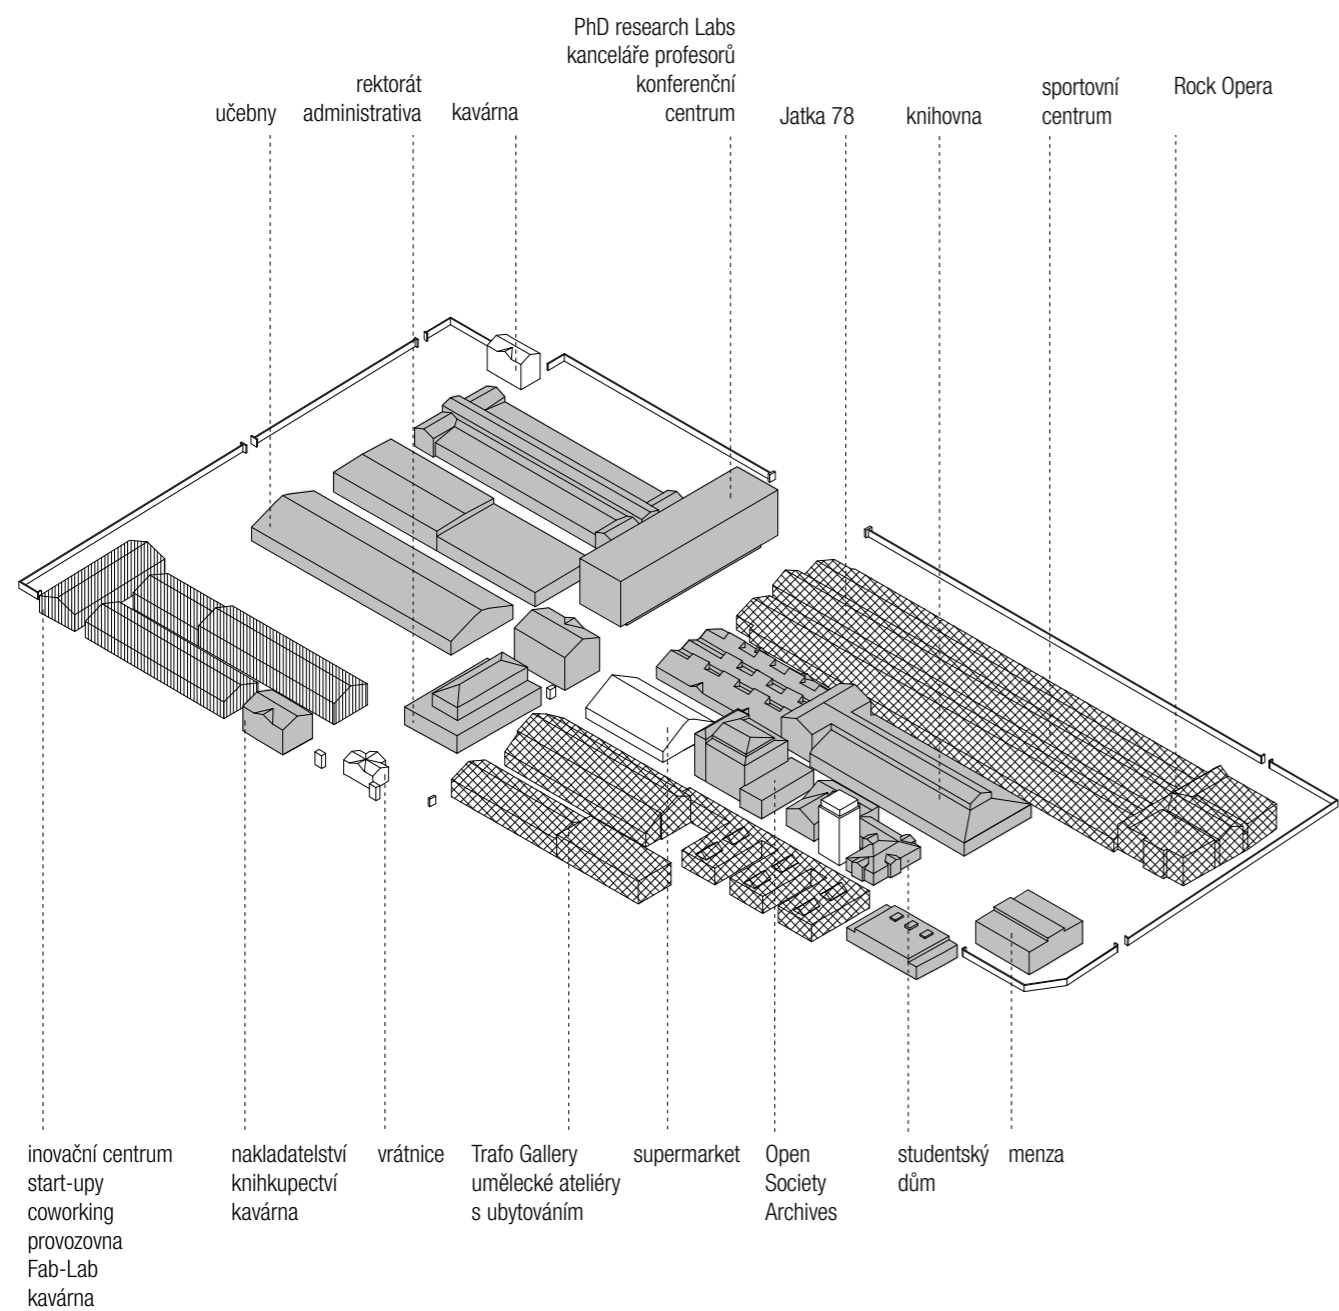 učebny
rektorát
administrativa
kavárna
PhD research Labs
kanceláře profesorů
konferenční
centrum
Jatka 78
knihovna
sportovní
centrum
Rock Opera
inovační centrum
start-upy
coworking
provozovna
Fab-Lab
kavárna
nakladatelství
knihkupectví
kavárna
vrátnice
Trafo Gallery
umělecké ateliéry
s ubytováním
supermarket
Open
Society
Archives
studentský
dům
menza